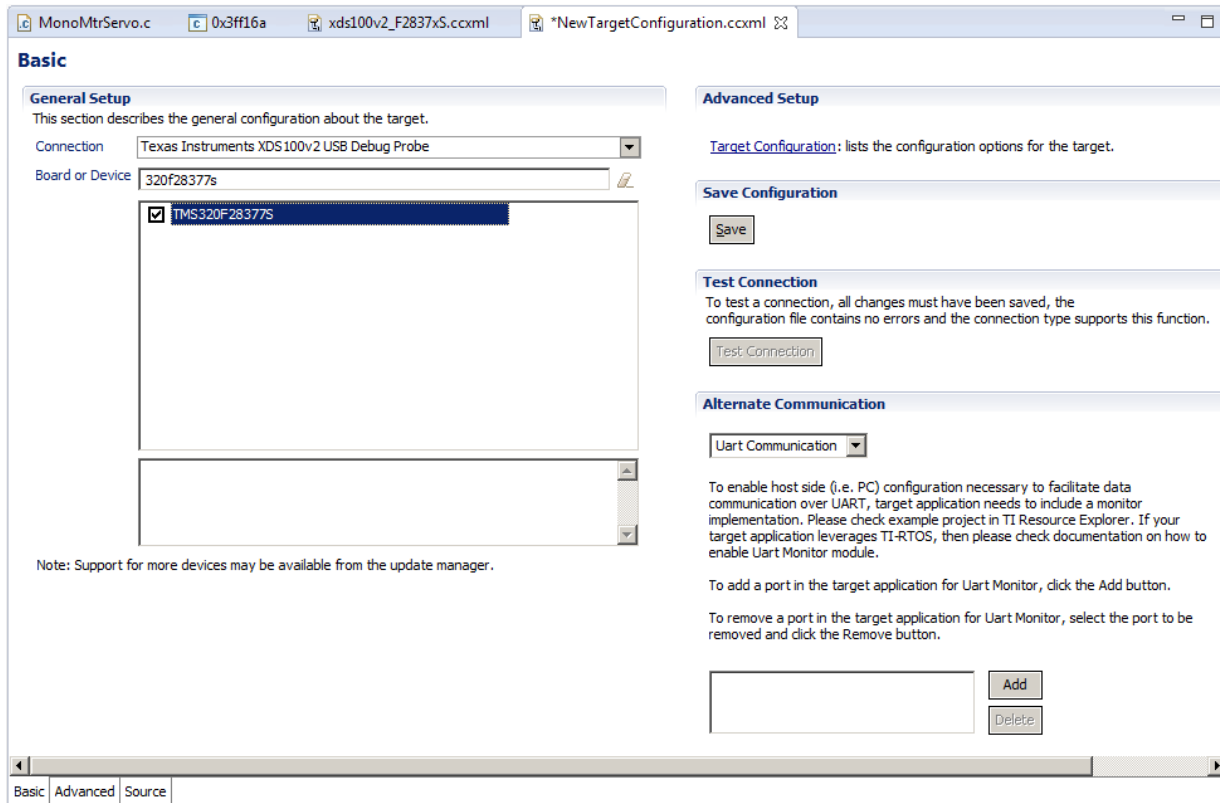 MonoMtrServo.c
0x3ff16a
xds100v2_F2837xS.ccxml
*NewTargetConfiguration.ccxml
Basic
General Setup
This section describes the general configuration about the target.
Connection
Texas Instruments XDS100v2 USB Debug Probe
Board or Device
320f28377s
TMS320F28377S
Note: Support for more devices may be available from the update manager.
Advanced Setup
Target Configuration: lists the configuration options for the target.
Save Configuration
Save
Test Connection
To test a connection, all changes must have been saved, the
configuration file contains no errors and the connection type supports this function.
Test Connection
Alternate Communication
Uart Communication
To enable host side (i.e. PC) configuration necessary to facilitate data
communication over UART, target application needs to include a monitor
implementation. Please check example project in TI Resource Explorer. If your
target application leverages TI-RTOS, then please check documentation on how to
enable Uart Monitor module.
To add a port in the target application for Uart Monitor, click the Add button.
To remove a port in the target application for Uart Monitor, select the port to be
removed and click the Remove button.
Add
Delete
Basic
Advanced
Source